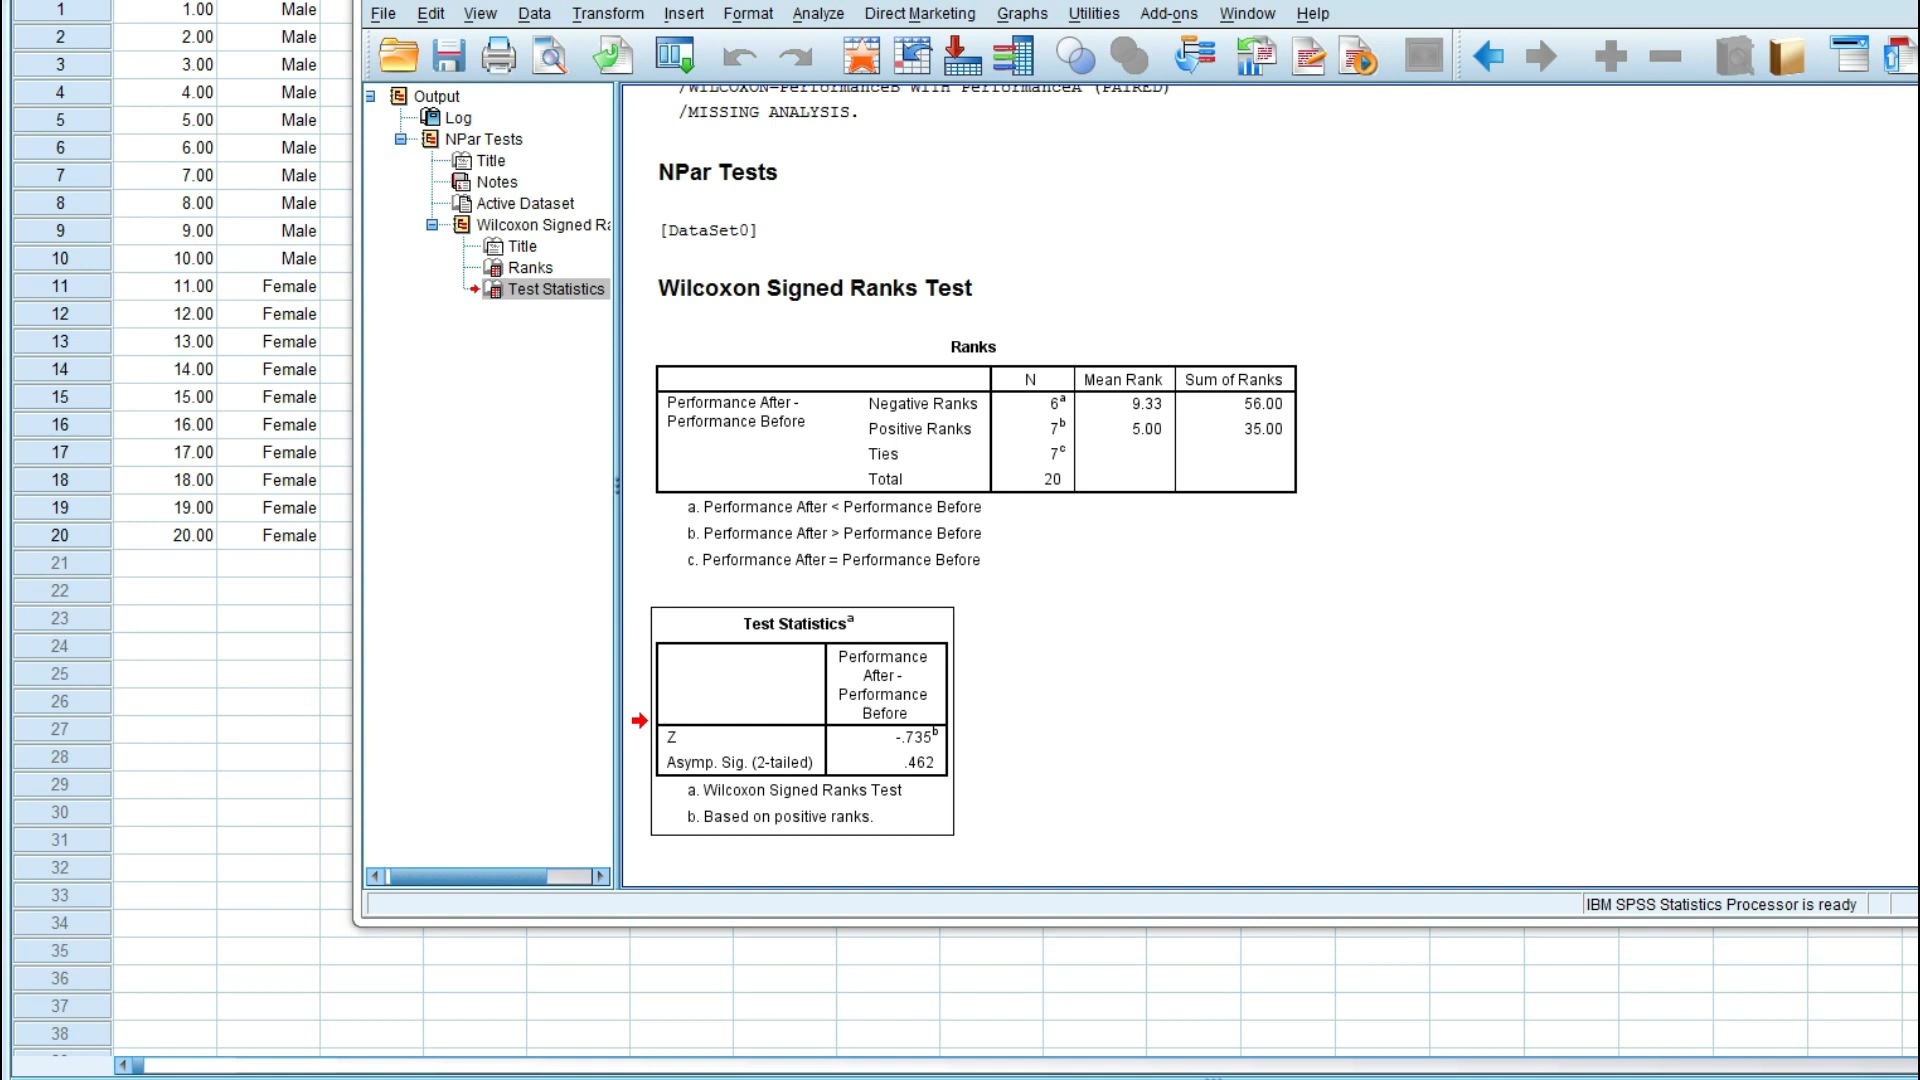 File Edit View Data Transform Insert Format Analyze Direct Marketing Graphs Utilities Add-ons Window Help
1 1.00 Male
2 2.00 Male
3 3.00 Male
4 4.00 Male
5 5.00 Male
6 6.00 Male
7 7.00 Male
8 8.00 Male
9 9.00 Male
10 10.00 Male
11 11.00 Female
12 12.00 Female
13 13.00 Female
14 14.00 Female
15 15.00 Female
16 16.00 Female
17 17.00 Female
18 18.00 Female
19 19.00 Female
20 20.00 Female
21
22
23
24
25
26
27
28
29
30
31
32
33
34
35
36
37
38
Output
Log
NPar Tests
Title
Notes
Active Dataset
Wilcoxon Signed Ra
Title
Ranks
Test Statistics
/WILCOXON=PerformanceB WITH PerformanceA (PAIRED)
/MISSING ANALYSIS.
NPar Tests
[DataSet0]
Wilcoxon Signed Ranks Test
Ranks
N Mean Rank Sum of Ranks
Performance After - Negative Ranks 6a 9.33 56.00
Performance Before Positive Ranks 7b 5.00 35.00
Ties 7c
Total 20
a. Performance After < Performance Before
b. Performance After > Performance Before
c. Performance After = Performance Before
Test Statisticsa
Performance
After -
Performance
Before
Z -.735b
Asymp. Sig. (2-tailed) .462
a. Wilcoxon Signed Ranks Test
b. Based on positive ranks.
IBM SPSS Statistics Processor is ready